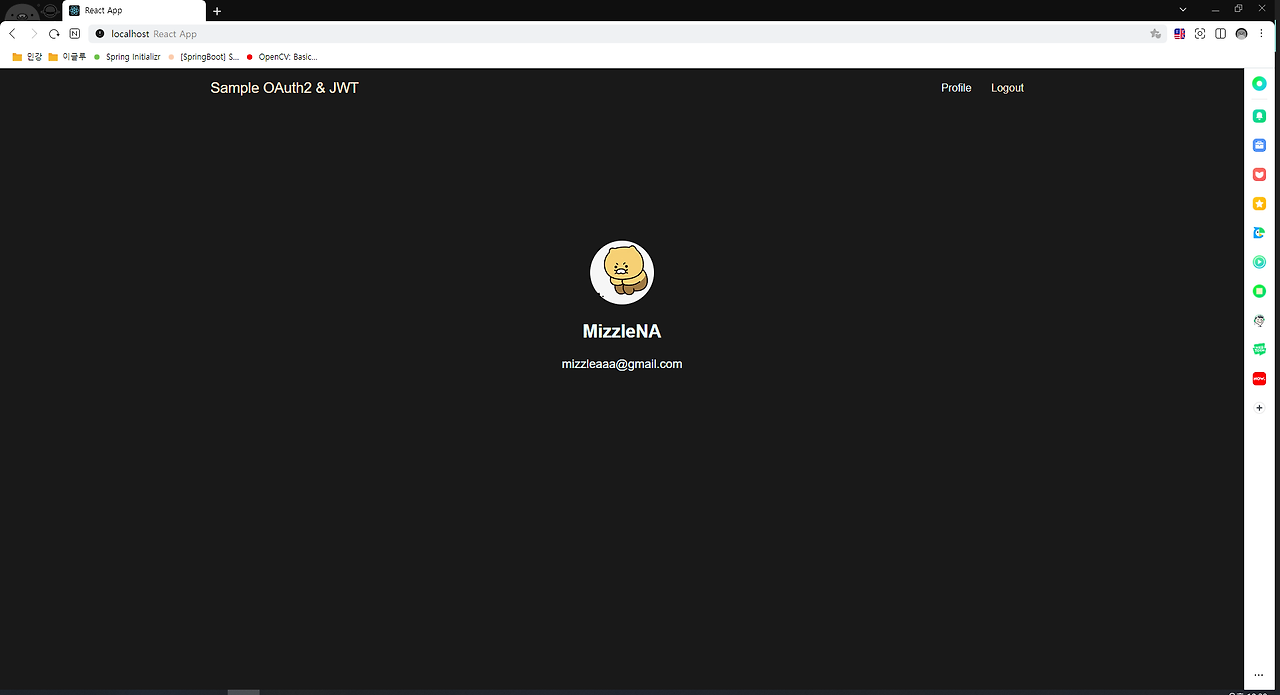 React App
localhost React App
인강 이글루 Spring Initializr [SpringBoot] S... OpenCV: Basic...
Sample OAuth2 & JWT
Profile Logout
MizzleNA
mizzleaaa@gmail.com
NOW.